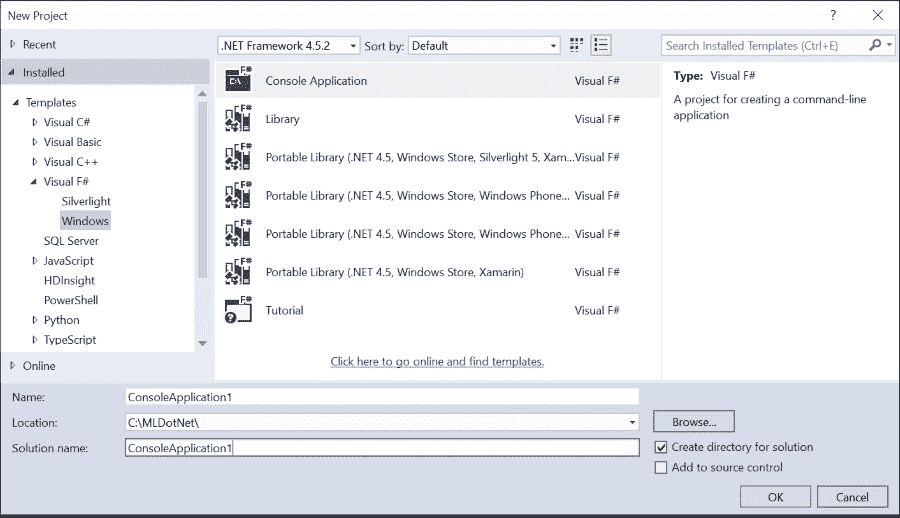 New Project
? ×
Recent
.NET Framework 4.5.2 Sort by: Default
Search Installed Templates (Ctrl+E)
Installed
Templates
Visual C#
Visual Basic
Visual C++
Visual F#
Silverlight
Windows
SQL Server
JavaScript
HDInsight
PowerShell
Python
TypeScript
Online
Console Application Visual F#
Library Visual F#
Portable Library (.NET 4.5, Windows Store, Silverlight 5, Xam... Visual F#
Portable Library (.NET 4.5, Windows Store, Windows Phone... Visual F#
Portable Library (.NET 4.5, Windows Store, Windows Phone... Visual F#
Portable Library (.NET 4.5, Windows Store, Xamarin) Visual F#
Tutorial Visual F#
Click here to go online and find templates.
Type: Visual F#
A project for creating a command-line
application
Name: ConsoleApplication1
Location: C:\MLDotNet\
Browse...
Solution name: ConsoleApplication1
Create directory for solution
Add to source control
OK Cancel